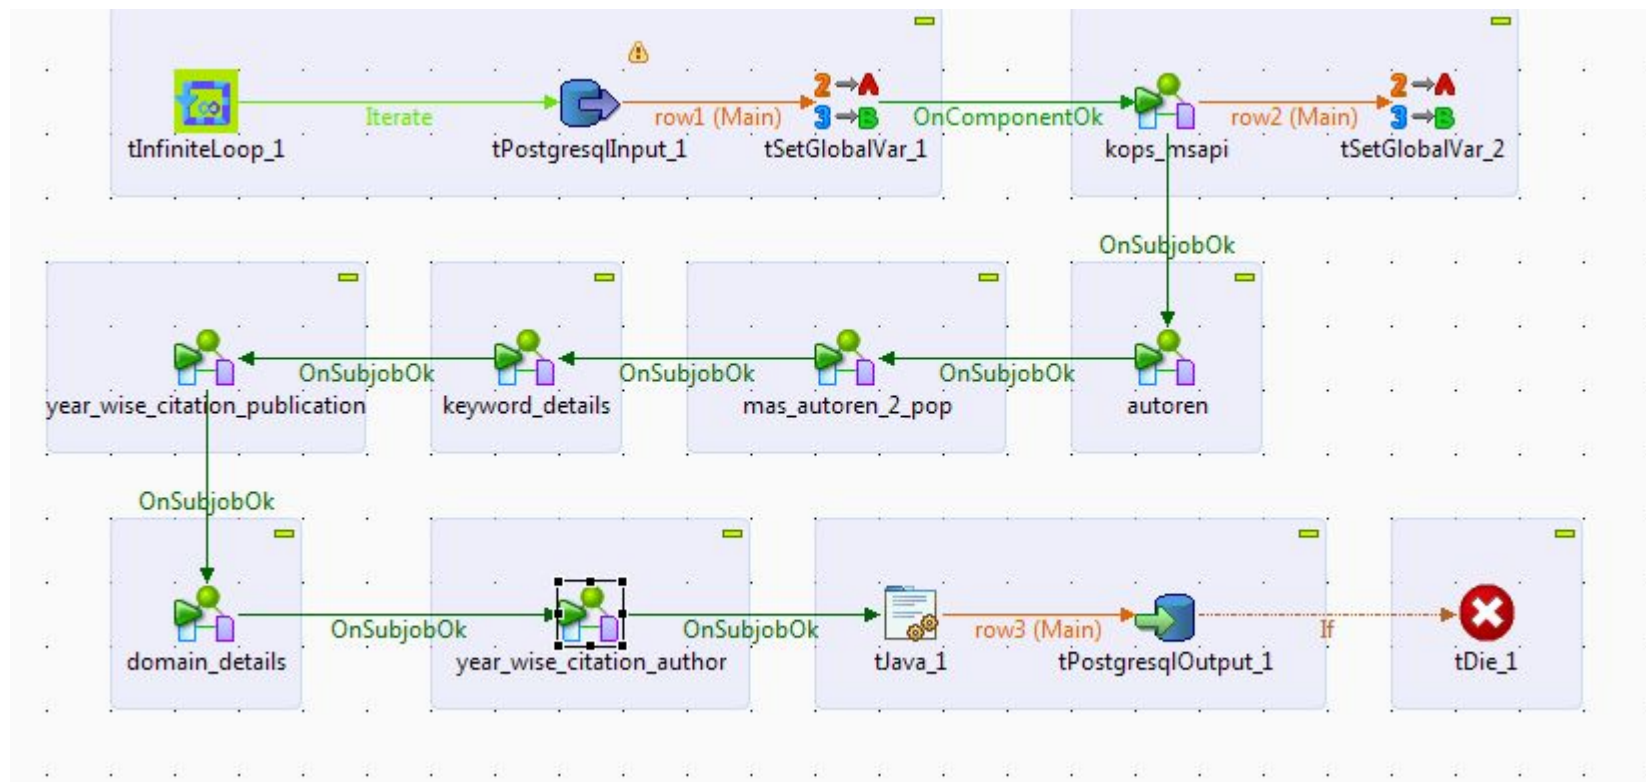 Iterate
row1 (Main)
OnComponentOk
row2 (Main)
tInfiniteLoop_1
tPostgresqlInput_1
tSetGlobalVar_1
kops_msapi
tSetGlobalVar_2
OnSubjobOk
OnSubjobOk
OnSubjobOk
OnSubjobOk
year_wise_citation_publication
keyword_details
mas_autoren_2_pop
autoren
OnSubjobOk
OnSubjobOk
OnSubjobOk
row3 (Main)
If
domain_details
year_wise_citation_author
tJava_1
tPostgresqlOutput_1
tDie_1